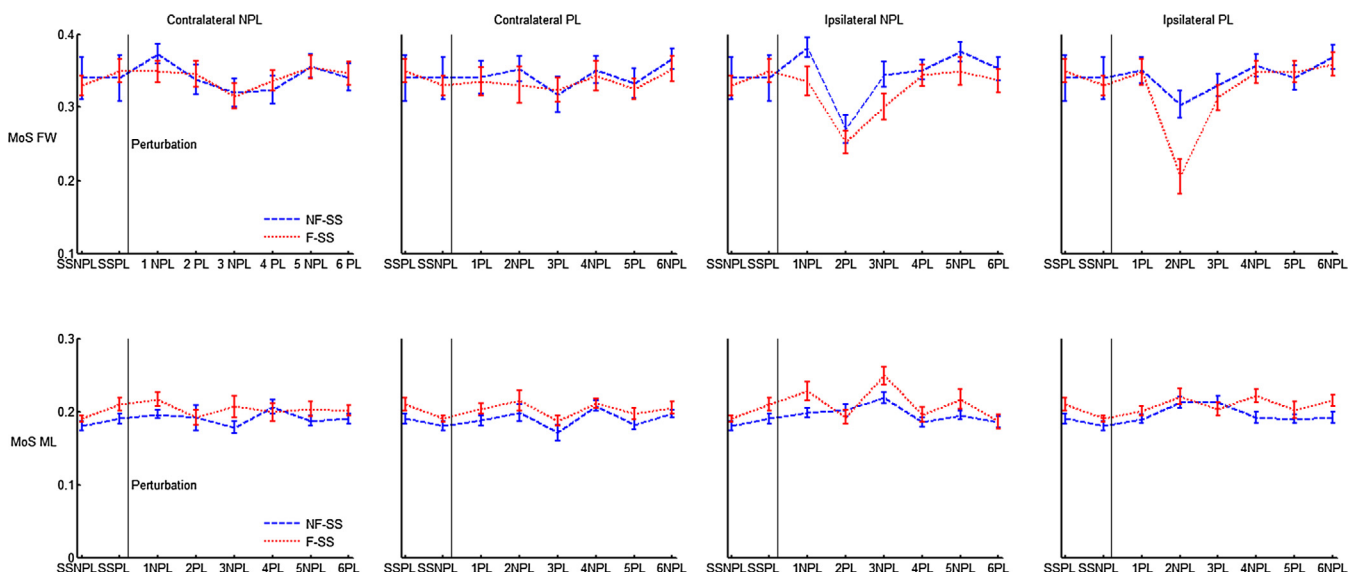 Contralateral NPL Contralateral PL Ipsilateral NPL Ipsilateral PL
0.4
0.3
MoS FW
Perturbation
0.2
NF-SS
F-SS
0.1
SSNPL SSPL 1 NPL 2 PL 3 NPL 4 PL 5 NPL 6 PL SSPL SSNPL 1PL 2NPL 3PL 4NPL 5PL 6NPL SSNPL SSPL 1NPL 2PL 3NPL 4PL 5NPL 6PL SSPL SSNPL 1PL 2NPL 3PL 4NPL 5PL 6NPL
0.3
0.2
MoS ML
0.1
Perturbation
NF-SS
F-SS
0
SSNPL SSPL 1NPL 2PL 3NPL 4PL 5NPL 6PL SSPL SSNPL 1PL 2NPL 3PL 4NPL 5PL 6NPL SSNPL SSPL 1NPL 2PL 3NPL 4PL 5NPL 6PL SSPL SSNPL 1PL 2NPL 3PL 4NPL 5PL 6NPL